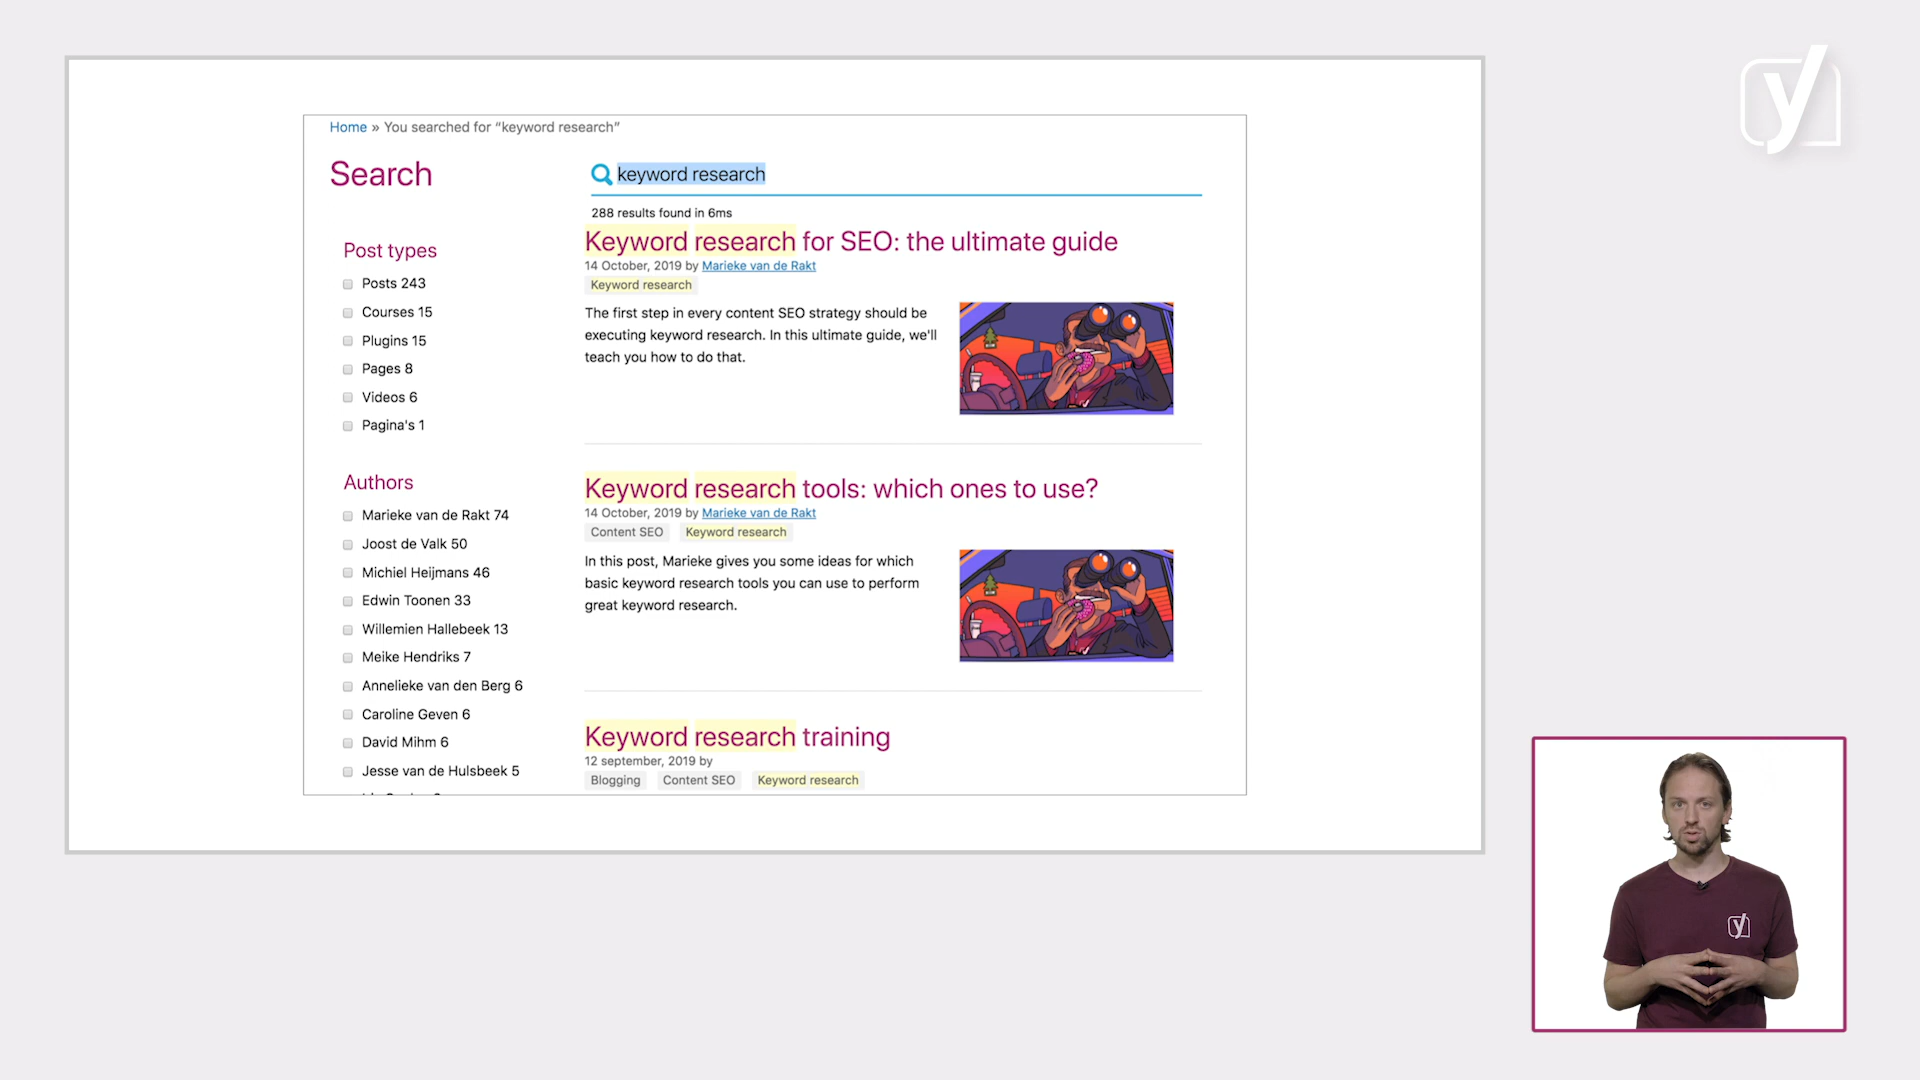 Home » You searched for “keyword research”
Search
keyword research
288 results found in 6ms
Post types
Posts 243
Courses 15
Plugins 15
Pages 8
Videos 6
Pagina's 1
Authors
Marieke van de Rakt 74
Joost de Valk 50
Michiel Heijmans 46
Edwin Toonen 33
Willemien Hallebeek 13
Meike Hendriks 7
Annelieke van den Berg 6
Caroline Geven 6
David Mihm 6
Jesse van de Hulsbeek 5
Keyword research for SEO: the ultimate guide
14 October, 2019 by Marieke van de Rakt
Keyword research
The first step in every content SEO strategy should be
executing keyword research. In this ultimate guide, we'll
teach you how to do that.
Keyword research tools: which ones to use?
14 October, 2019 by Marieke van de Rakt
Content SEO Keyword research
In this post, Marieke gives you some ideas for which
basic keyword research tools you can use to perform
great keyword research.
Keyword research training
12 september, 2019 by
Blogging Content SEO Keyword research
y
y